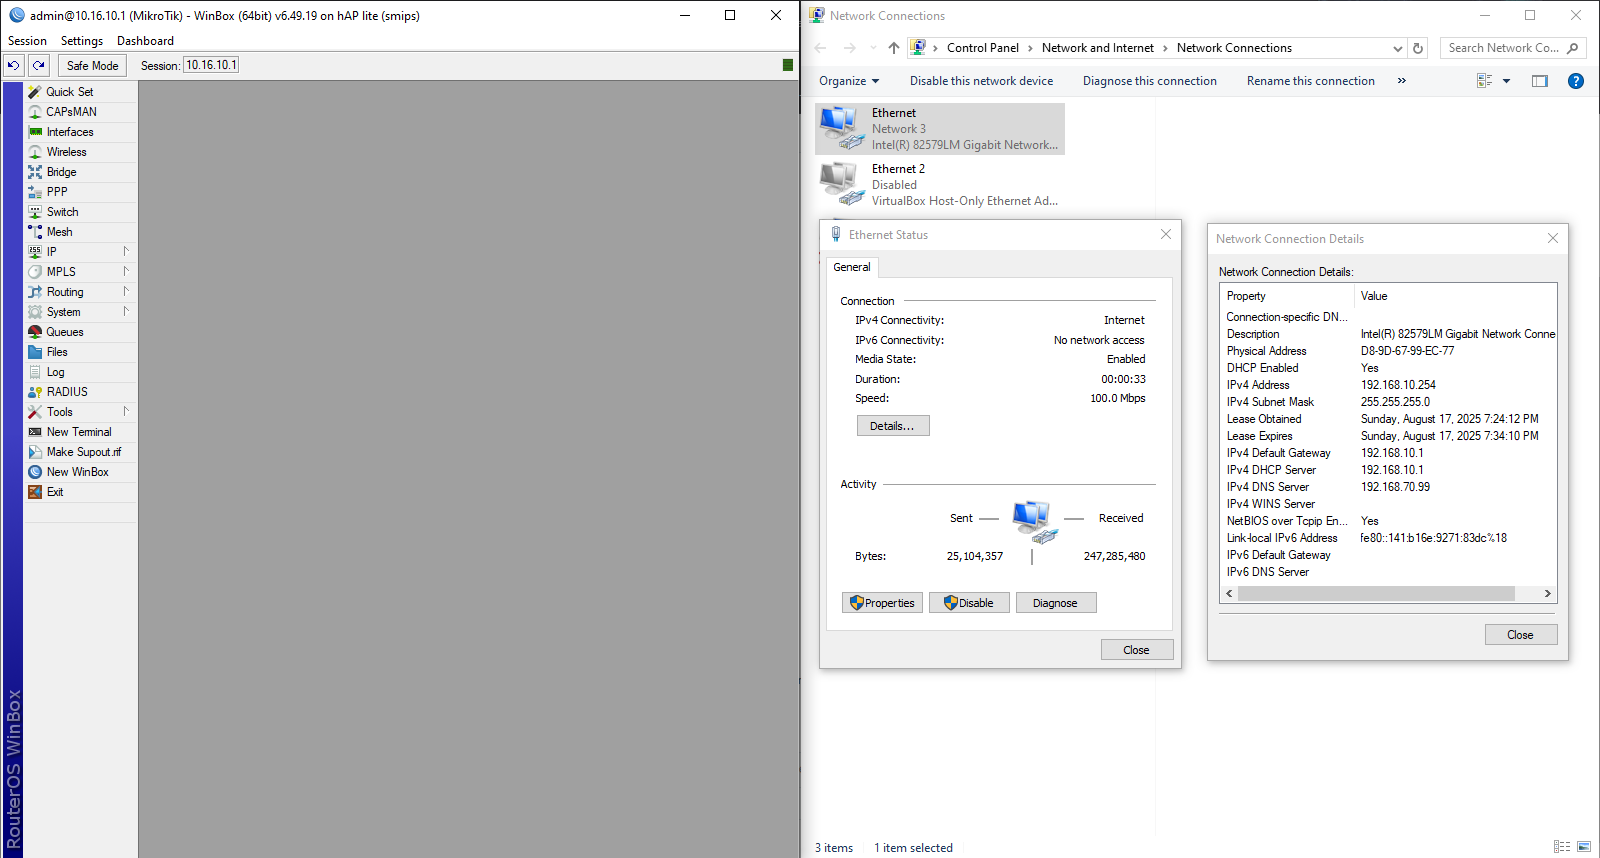 admin@10.16.10.1 (MikroTik) - WinBox (64bit) v6.49.19 on hAP lite (smips)
Session Settings Dashboard
Safe Mode Session: 10.16.10.1
Quick Set
CAPsMAN
Interfaces
Wireless
Bridge
PPP
Switch
Mesh
IP
MPLS
Routing
System
Queues
Files
Log
RADIUS
Tools
New Terminal
Make Supout.rif
New WinBox
Exit
RouterOS WinBox
Network Connections
Control Panel Network and Internet Network Connections
Search Network Co...
Organize Disable this network device Diagnose this connection Rename this connection »
Ethernet
Network 3
Intel(R) 82579LM Gigabit Network...
Ethernet 2
Disabled
VirtualBox Host-Only Ethernet Ad...
Ethernet Status
General
Connection
IPv4 Connectivity: Internet
IPv6 Connectivity: No network access
Media State: Enabled
Duration: 00:00:33
Speed: 100.0 Mbps
Details...
Activity
Sent Received
Bytes: 25,104,357 247,285,480
Properties Disable Diagnose
Close
Network Connection Details
Network Connection Details:
Property Value
Connection-specific DN...
Description Intel(R) 82579LM Gigabit Network Conne
Physical Address D8-9D-67-99-EC-77
DHCP Enabled Yes
IPv4 Address 192.168.10.254
IPv4 Subnet Mask 255.255.255.0
Lease Obtained Sunday, August 17, 2025 7:24:12 PM
Lease Expires Sunday, August 17, 2025 7:34:10 PM
IPv4 Default Gateway 192.168.10.1
IPv4 DHCP Server 192.168.10.1
IPv4 DNS Server 192.168.70.99
IPv4 WINS Server
NetBIOS over Tcpip En... Yes
Link-local IPv6 Address fe80::141:b16e:9271:83dc%18
IPv6 Default Gateway
IPv6 DNS Server
Close
3 items 1 item selected